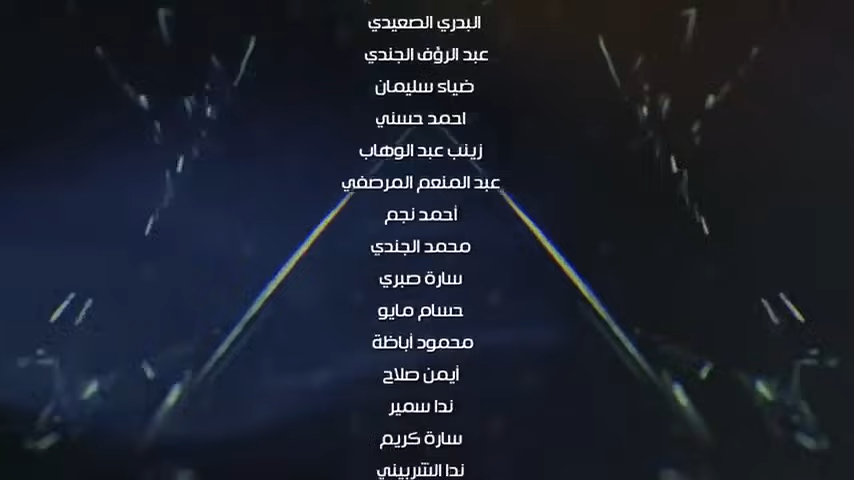 البدري الصعيدي
عبد الرؤف الجندي
ضياء سليمان
احمد حسني
زينب عبد الوهاب
عبد المنعم المرصفي
أحمد نجم
محمد الجندي
سارة صبري
حسام مايو
محمود أباظة
أيمن صلاح
ندا سمير
سارة كريم
ندا الشربيني